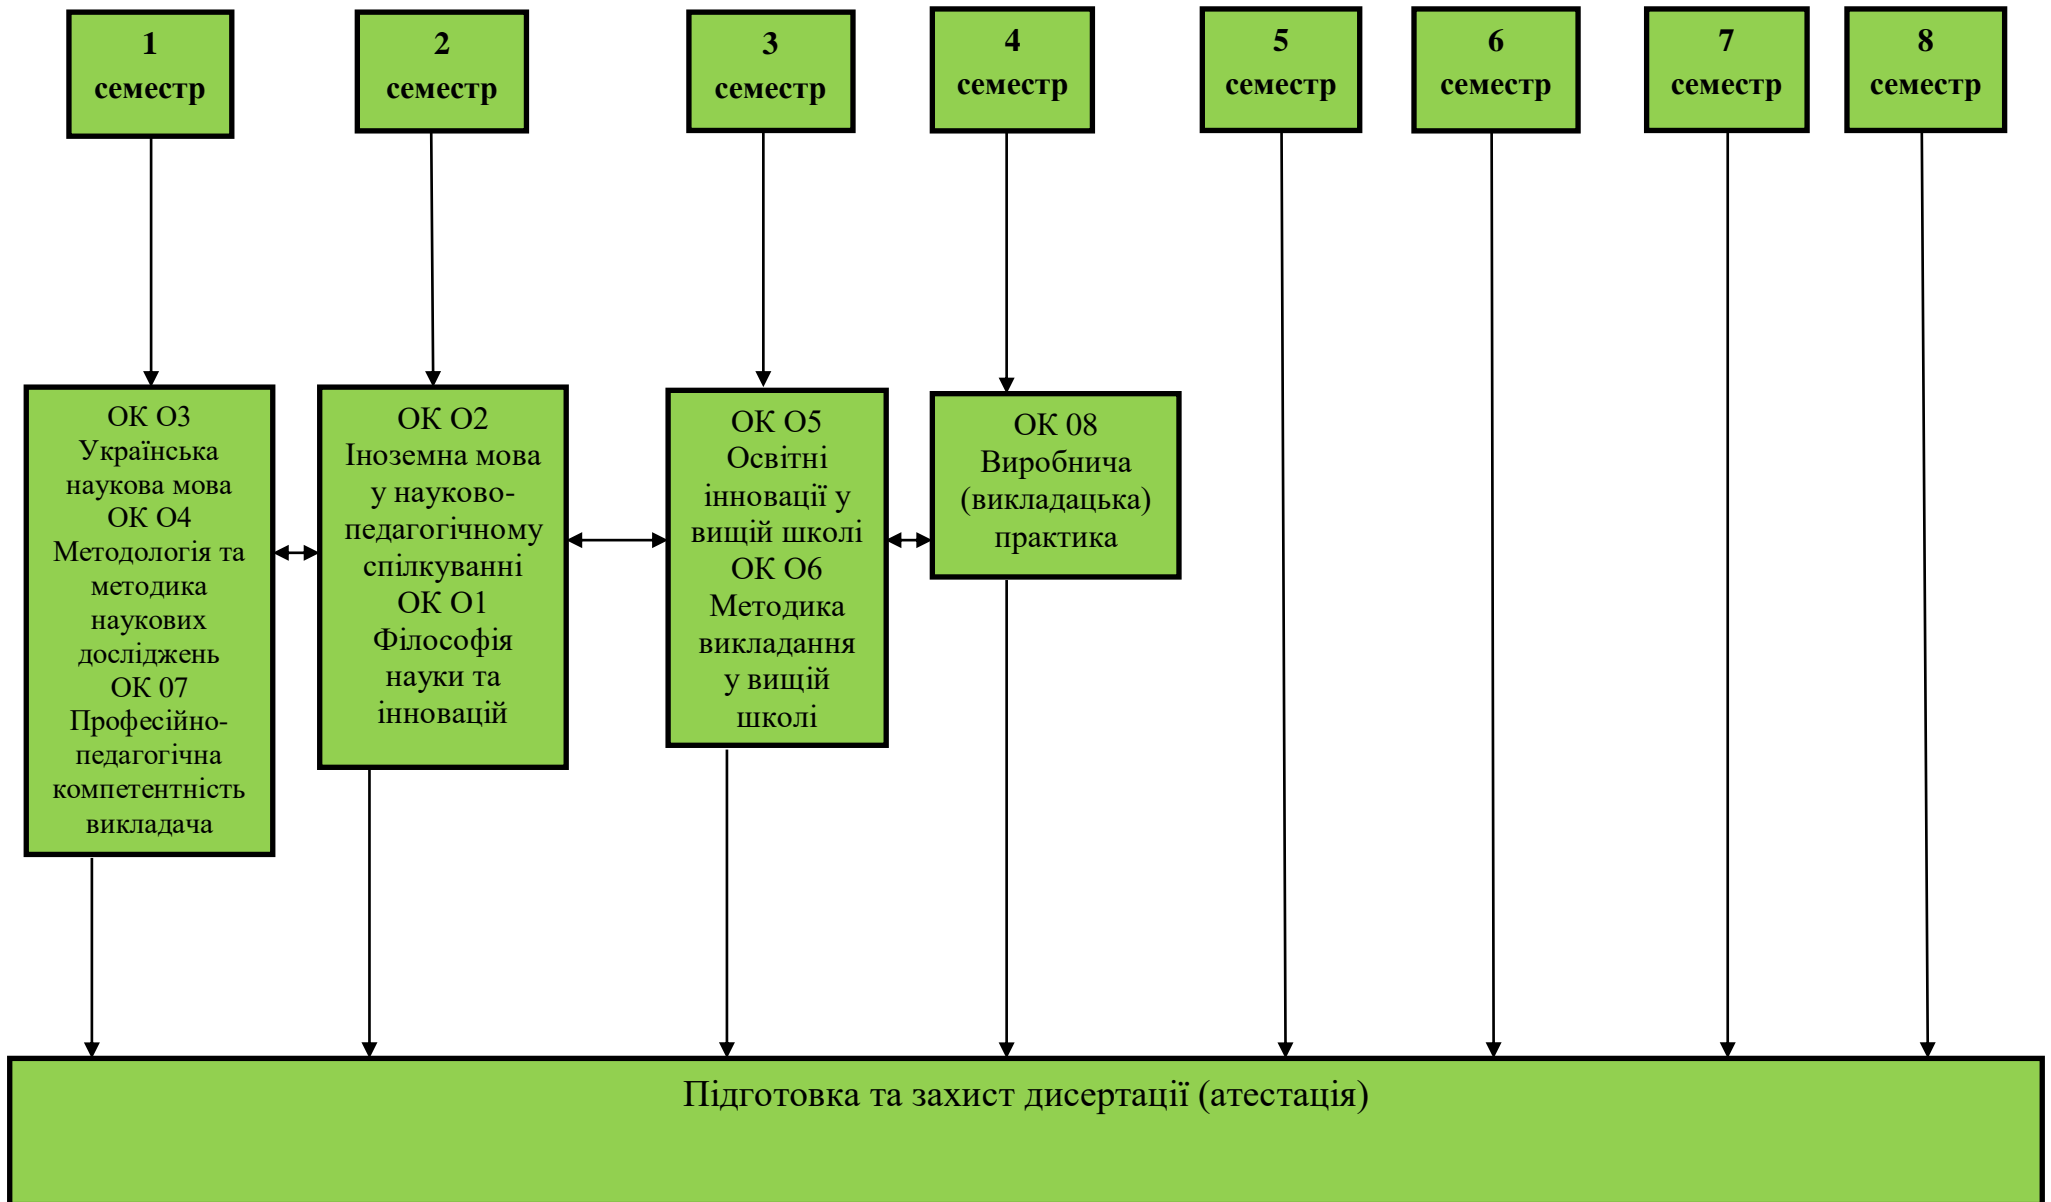 1
семестр
2
семестр
3
семестр
4
семестр
5
семестр
6
семестр
7
семестр
8
семестр
ОК О3
Українська
наукова мова
ОК О4
Методологія та
методика
наукових
досліджень
ОК 07
Професійно-
педагогічна
компетентність
викладача
ОК О2
Іноземна мова
у науково-
педагогічному
спілкуванні
ОК О1
Філософія
науки та
інновацій
ОК О5
Освітні
інновації у
вищій школі
ОК О6
Методика
викладання
у вищій
школі
ОК 08
Виробнича
(викладацька)
практика
Підготовка та захист дисертації (атестація)